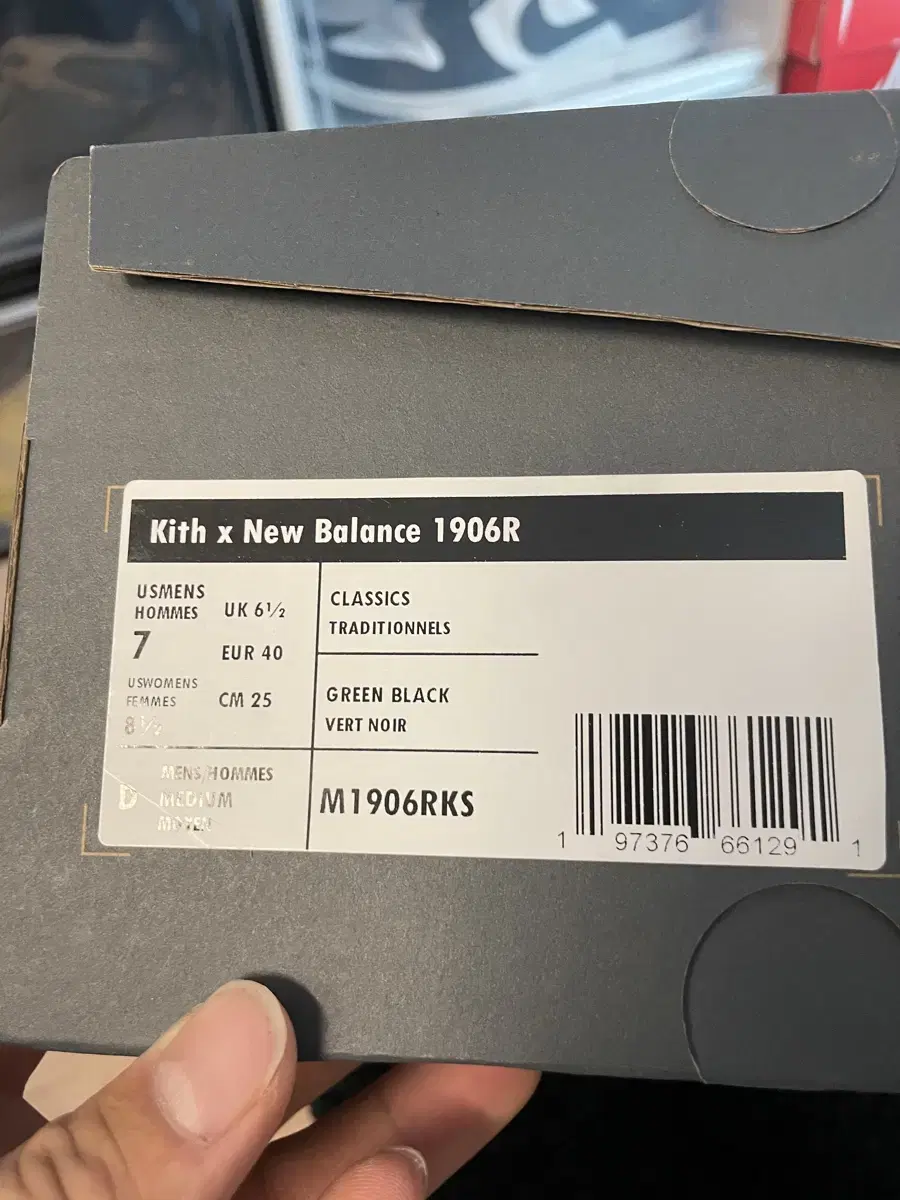 Kith x New Balance 1906R
USMENS
HOMMES
7
UK 6½
EUR 40
CM 25
USWOMENS
FEMMES
8½
CLASSICS
TRADITIONNELS
GREEN BLACK
VERT NOIR
MENS/HOMMES
D MEDIUM
MOYEN
M1906RKS
1 97376 66129 1